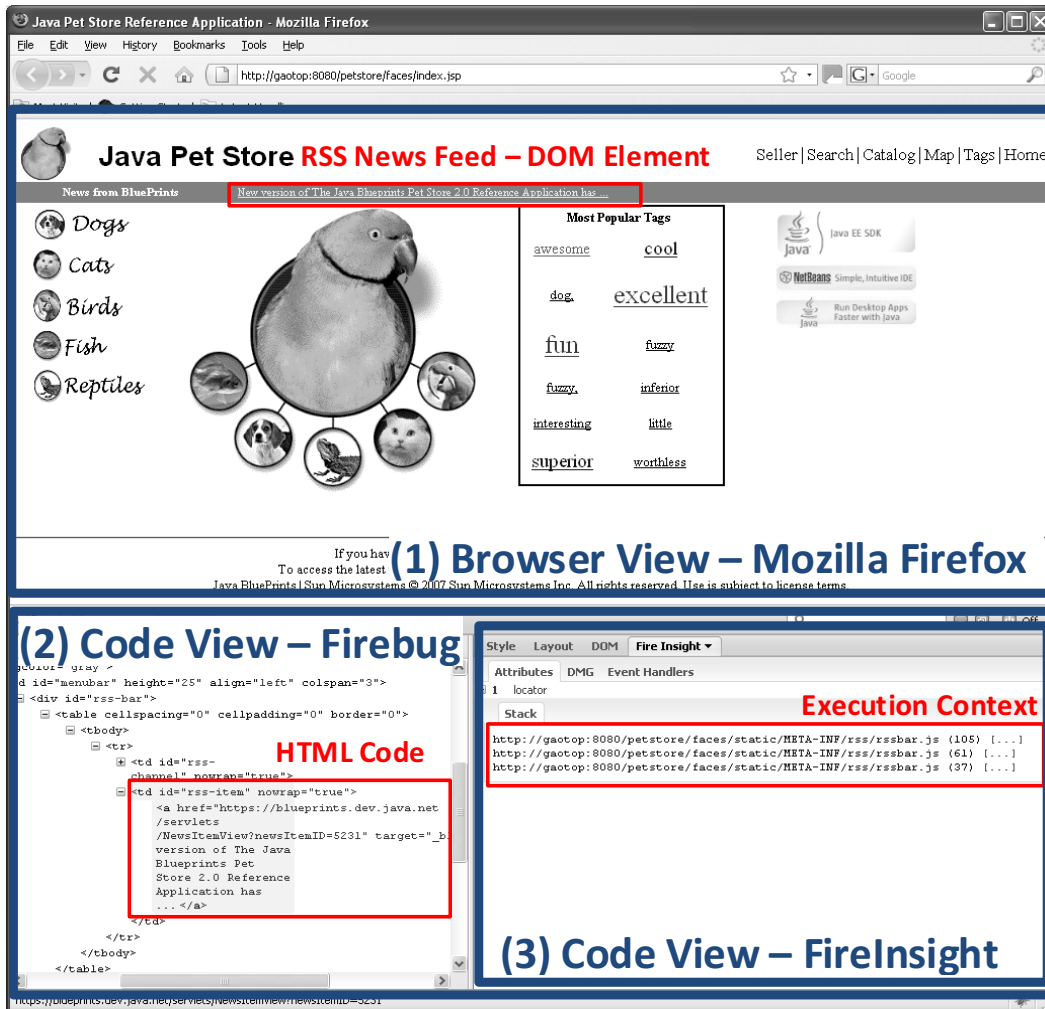 Java Pet Store Reference Application - Mozilla Firefox
File Edit View History Bookmarks Tools Help
http://gaotop:8080/petstore/faces/index.jsp
G Google
Java Pet Store RSS News Feed – DOM Element
Seller|Search|Catalog|Map|Tags|Home
News from BluePrints
New version of The Java Blueprints Pet Store 2.0 Reference Application has ...
Dogs
Cats
Birds
Fish
Reptiles
Most Popular Tags
awesome cool
dog, excellent
fun fuzzy
fuzzy, inferior
interesting little
superior worthless
Java
Java EE SDK
NetBeans Simple, Intuitive IDE
Java
Run Desktop Apps
Faster with Java
If you hav
(1) Browser View – Mozilla Firefox
To access the latest
Java BluePrints | Sun Microsystems © 2007 Sun Microsystems Inc. All rights reserved. Use is subject to license terms.
(2) Code View – Firebug
gcolor="gray">
d id="menubar" height="25" align="left" colspan="3">
<div id="rss-bar">
<table cellspacing="0" cellpadding="0" border="0">
<tbody>
<tr>
HTML Code
<td id="rss-
channel" nowrap="true">
<td id="rss-item" nowrap="true">
<a href="https://blueprints.dev.java.net
/servlets
/NewsItemView?newsItemID=5231" target="_bl
version of The Java
Blueprints Pet
Store 2.0 Reference
Application has
... </a>
</td>
</tr>
</tbody>
</table>
Off
Style Layout DOM Fire Insight
Attributes DMG Event Handlers
1 locator
Execution Context
Stack
http://gaotop:8080/petstore/faces/static/META-INF/rss/rssbar.js (105) [...]
http://gaotop:8080/petstore/faces/static/META-INF/rss/rssbar.js (61) [...]
http://gaotop:8080/petstore/faces/static/META-INF/rss/rssbar.js (37) [...]
(3) Code View – FireInsight
https://blueprints.dev.java.net/servlets/NewsItemView?newsItemID=5231